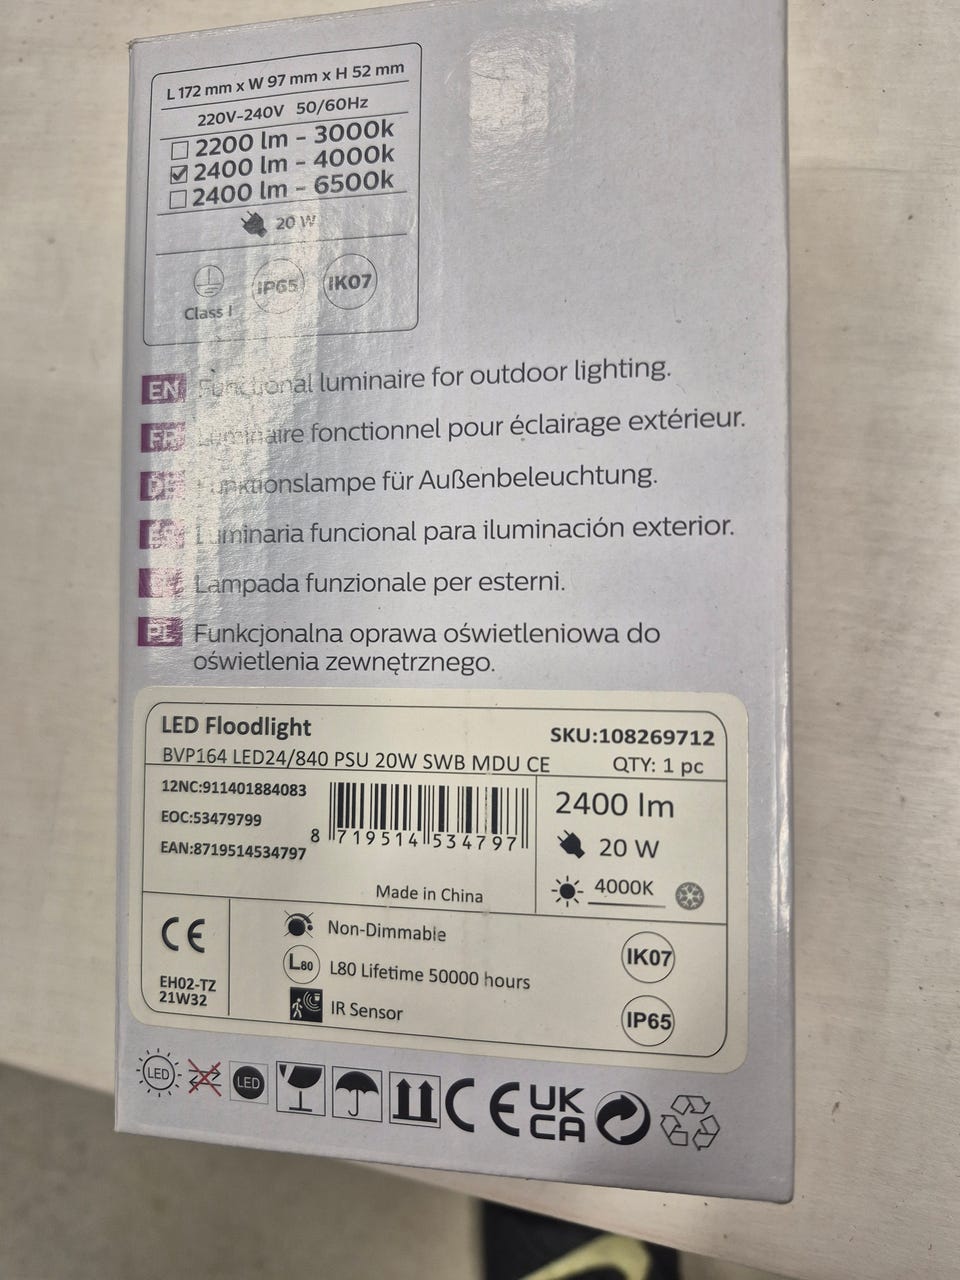 L 172 mm x W 97 mm x H 52 mm
220V-240V 50/60Hz
2200 lm - 3000k
2400 lm - 4000k
2400 lm - 6500k
20 W
Class I IP65 IK07
EN Functional luminaire for outdoor lighting.
FR Luminaire fonctionnel pour éclairage extérieur.
DE Funktionslampe für Außenbeleuchtung.
ES Luminaria funcional para iluminación exterior.
Lampada funzionale per esterni.
PL Funkcjonalna oprawa oświetleniowa do
oświetlenia zewnętrznego.
LED Floodlight
SKU:108269712
BVP164 LED24/840 PSU 20W SWB MDU CE
QTY: 1 pc
12NC:911401884083
EOC:53479799
EAN:8719514534797
8 719514 534797
Made in China
2400 lm
20 W
4000K
CE
EH02-TZ
21W32
Non-Dimmable
L80 L80 Lifetime 50000 hours
IR Sensor
IK07
IP65
LED LED CE UK
CA